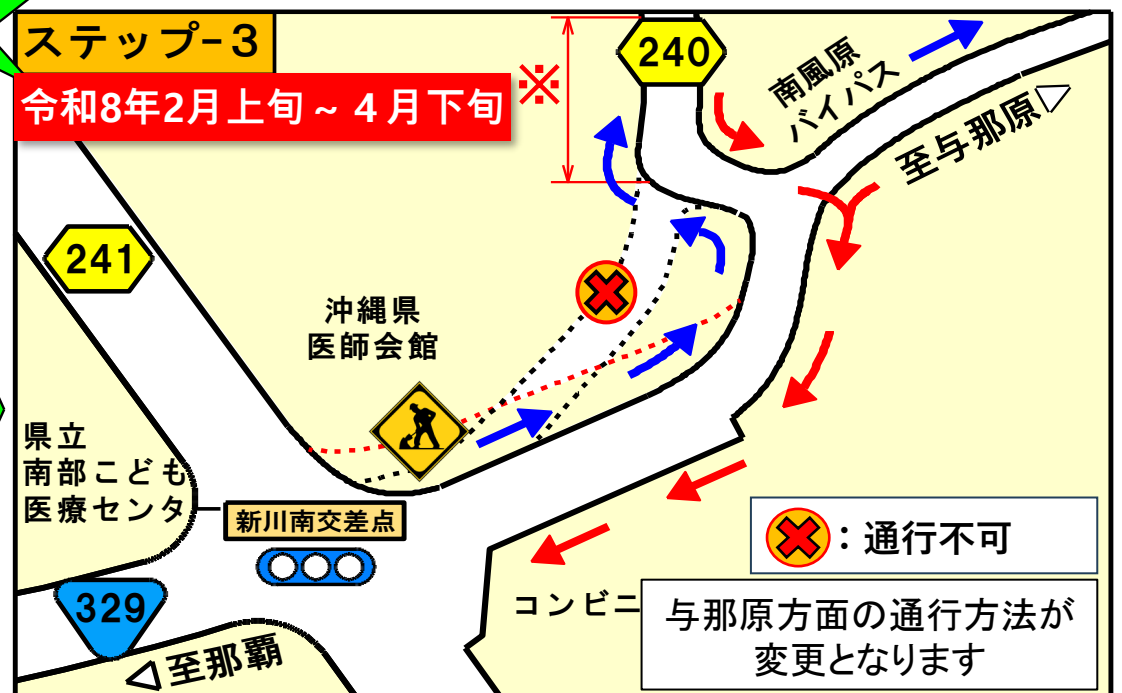 ステップ-3
令和8年2月上旬～４月下旬
※
240
南風原
バイパス
至与那原
241
沖縄県
医師会館
県立
南部こども
医療センター
新川南交差点
：通行不可
329
コンビニ
与那原方面の通行方法が
変更となります
至那覇